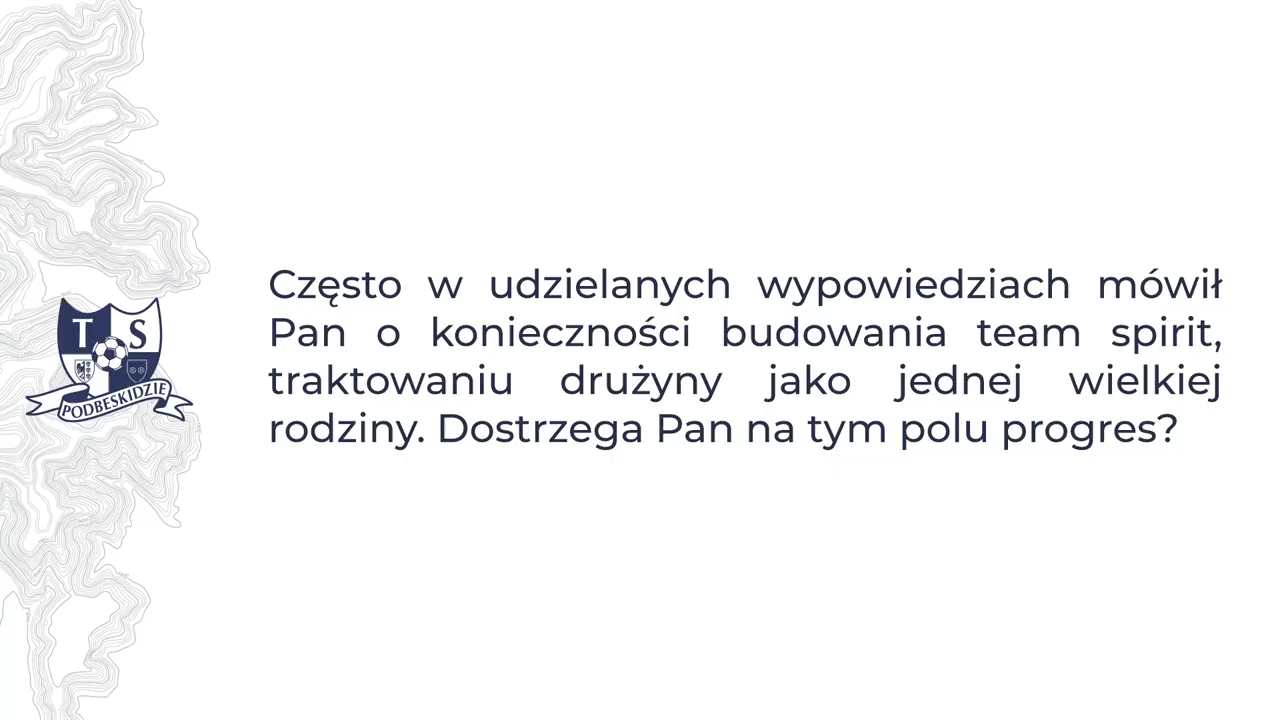 Często w udzielanych wypowiedziach mówił
Pan o konieczności budowania team spirit,
traktowaniu drużyny jako jednej wielkiej
rodziny. Dostrzega Pan na tym polu progres?
T S
PODBESKIDZIE